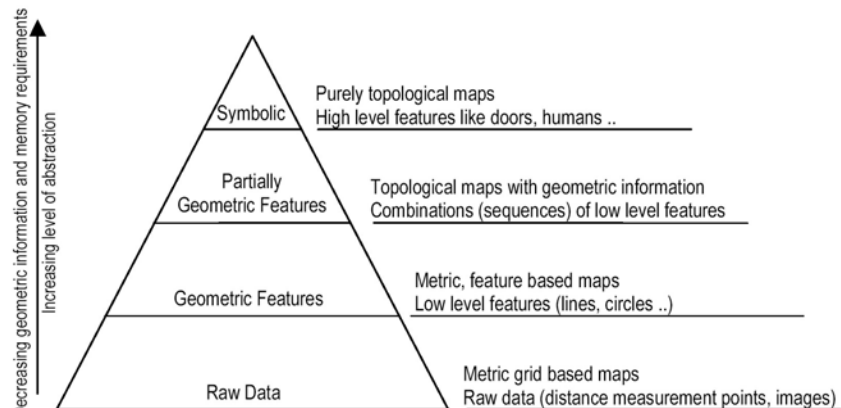 Decreasing geometric information and memory requirements
Increasing level of abstraction
Symbolic
Purely topological maps
High level features like doors, humans ..
Partially
Geometric Features
Topological maps with geometric information
Combinations (sequences) of low level features
Geometric Features
Metric, feature based maps
Low level features (lines, circles ..)
Raw Data
Metric grid based maps
Raw data (distance measurement points, images)